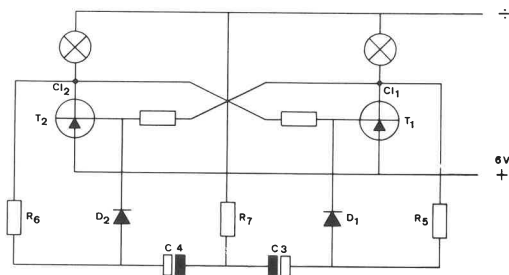 ÷
Cl₂
Cl₁
T₂
T₁
6V
+
R₆
D₂
R₇
D₁
R₅
C 4
C 3